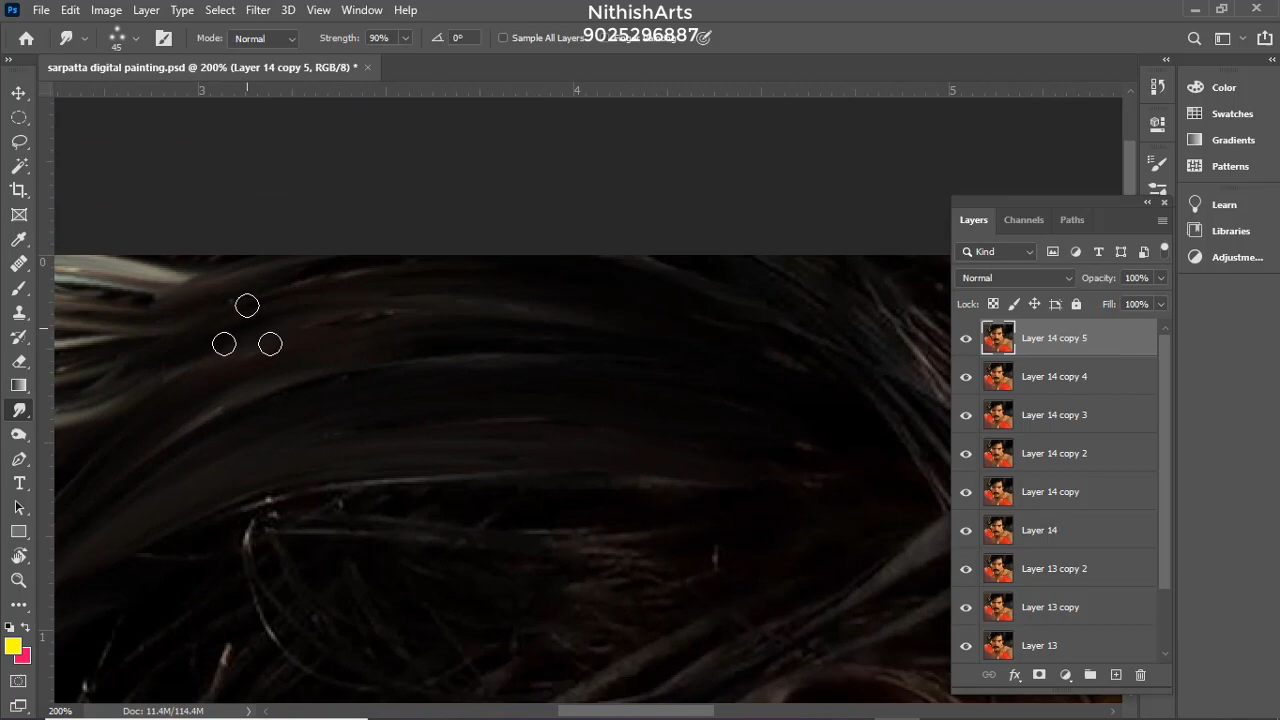 NithishArts
Ps File Edit Image Layer Type Select Filter 3D View Window Help
9025296887
45 Mode: Normal Strength: 90% 0° Sample All Layers
sarpatta digital painting.psd @ 200% (Layer 14 copy 5, RGB/8) *
3 4 5
Color
Swatches
Gradients
Patterns
Learn
Libraries
Adjustme...
Layers Channels Paths
Kind
Normal Opacity: 100%
Lock: Fill: 100%
Layer 14 copy 5
Layer 14 copy 4
Layer 14 copy 3
Layer 14 copy 2
Layer 14 copy
Layer 14
Layer 13 copy 2
Layer 13 copy
Layer 13
0
1
200% Doc: 11.4M/114.4M